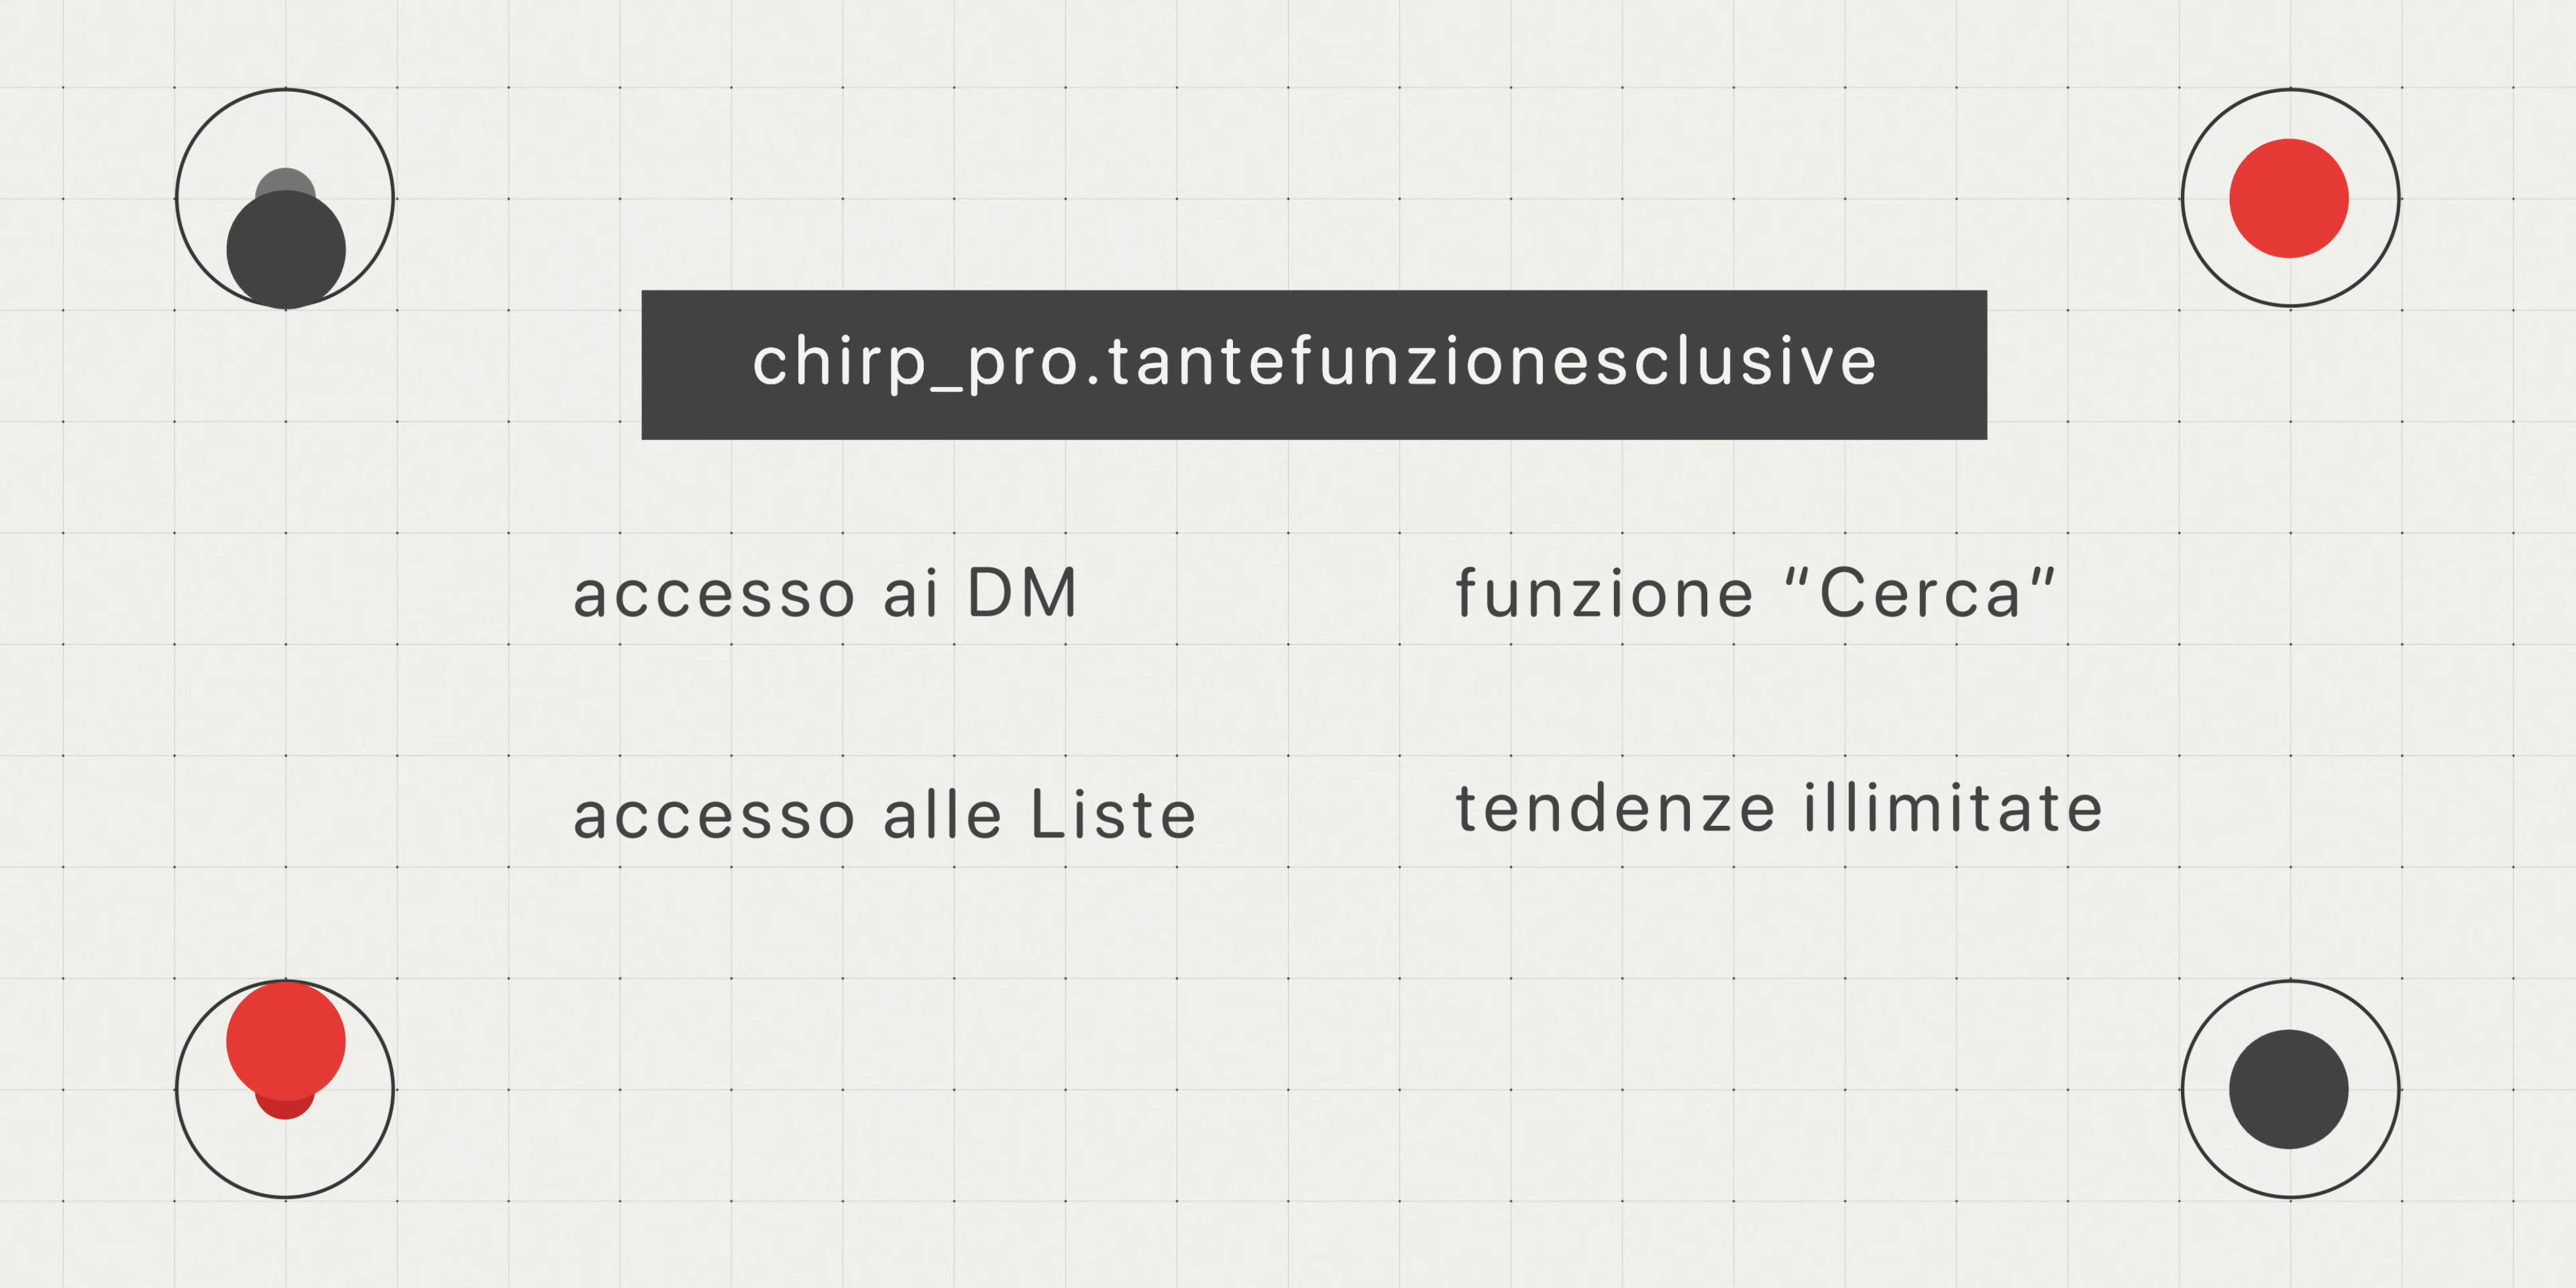 chirp_pro.tantefunzionesclusive
accesso ai DM
funzione “Cerca”
accesso alle Liste
tendenze illimitate